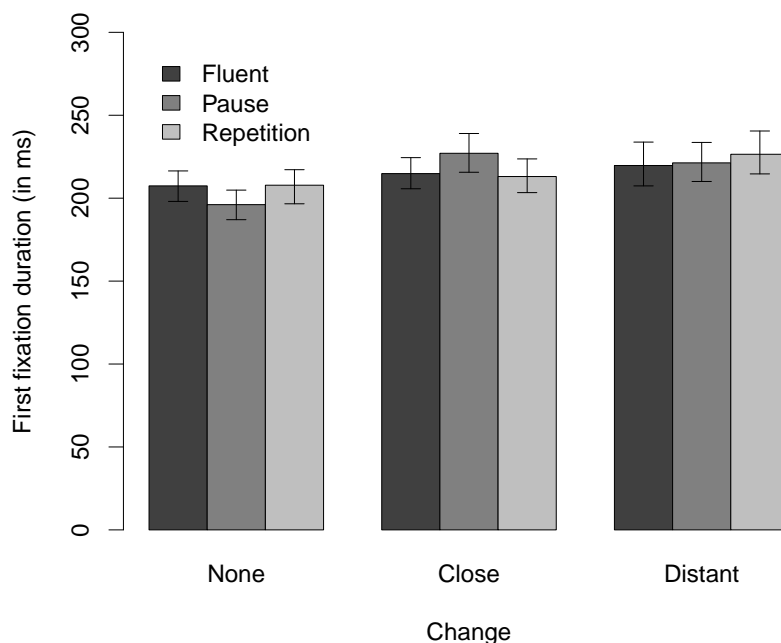 300
250
200
150
100
50
0
First fixation duration (in ms)
Fluent
Pause
Repetition
None
Close
Distant
Change